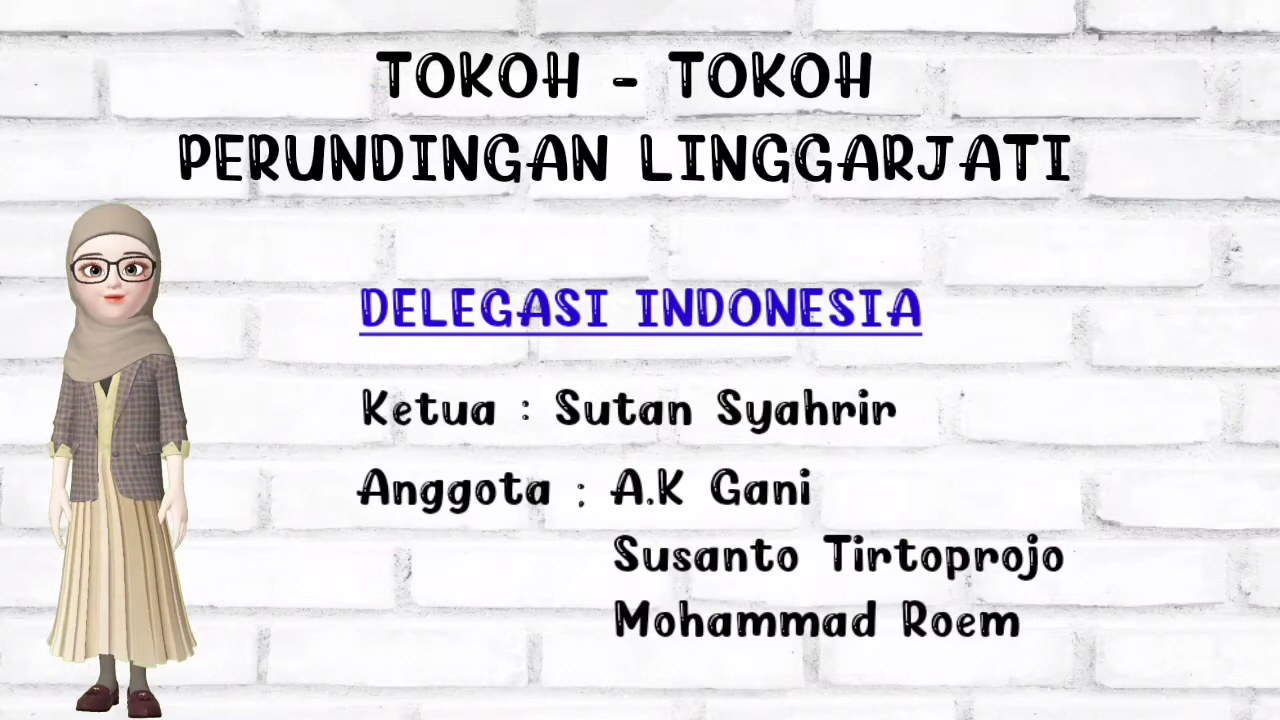 TOKOH - TOKOH
PERUNDINGAN LINGGARJATI
DELEGASI INDONESIA
Ketua : Sutan Syahrir
Anggota : A.K Gani
Susanto Tirtoprojo
Mohammad Roem